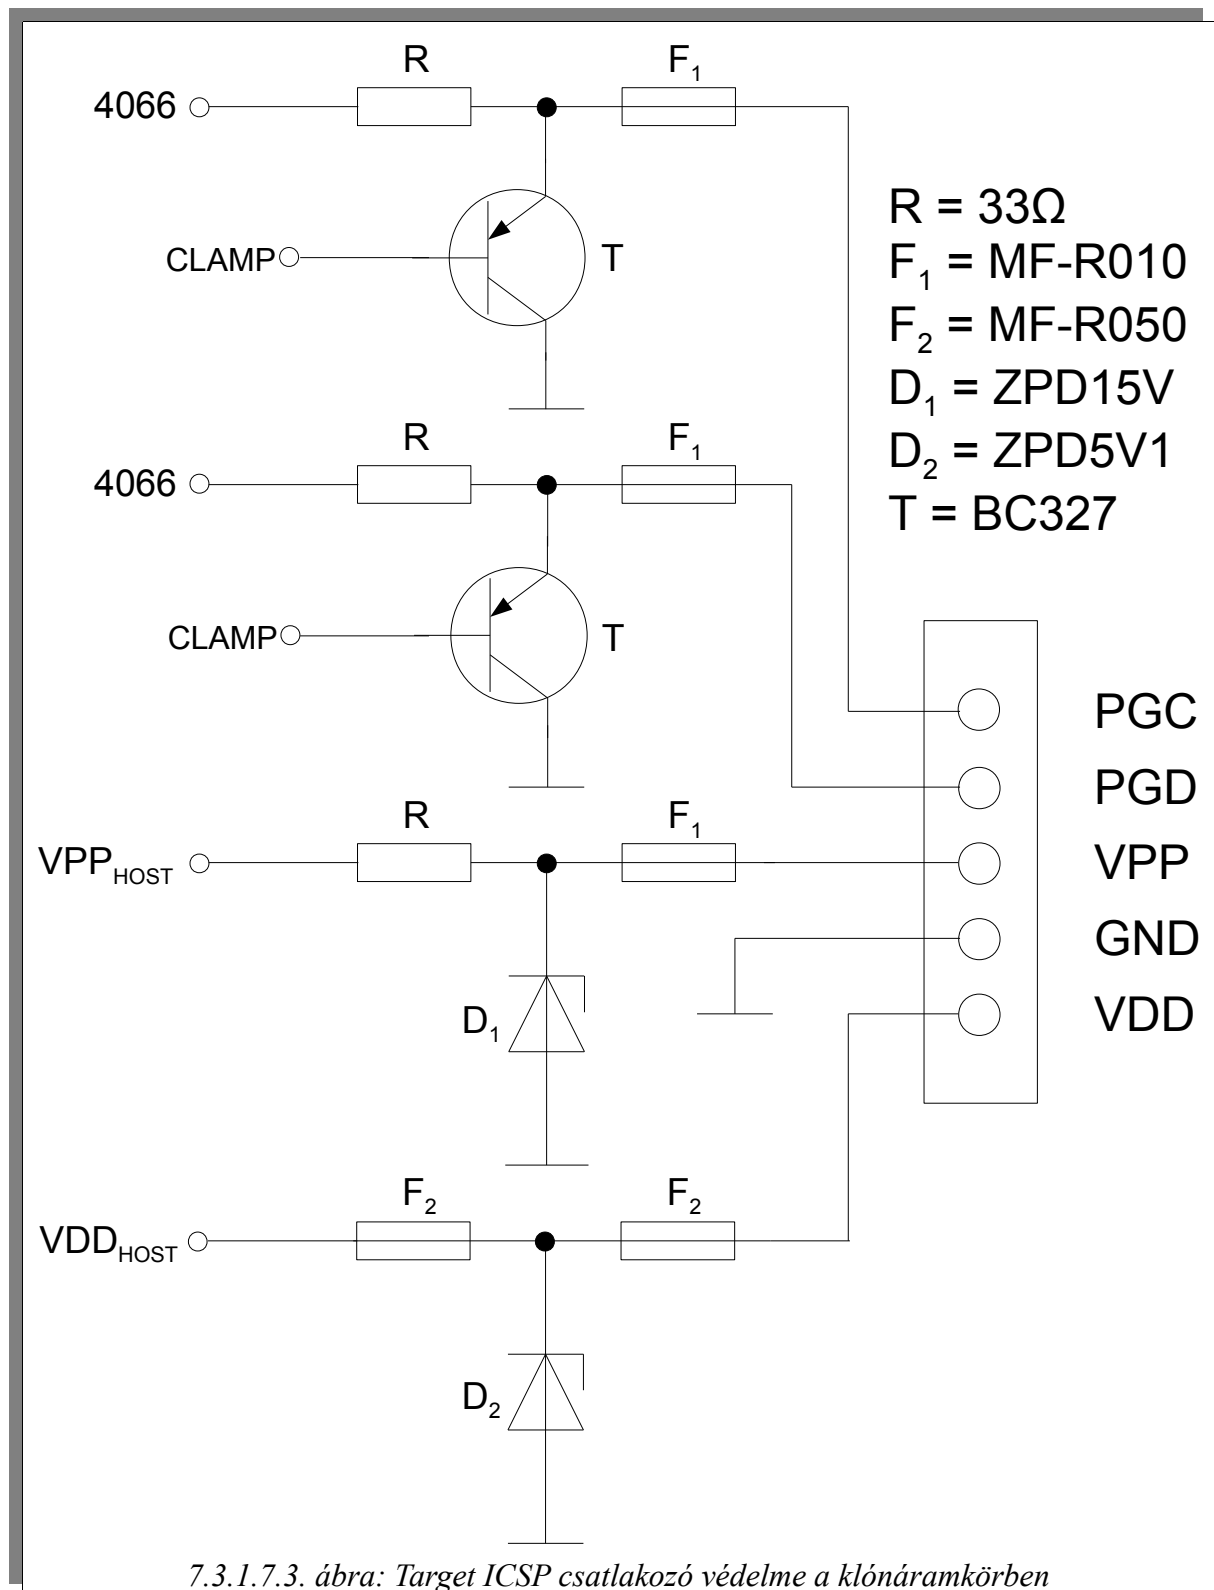 R F₁
4066
CLAMP T
R = 33Ω
F₁ = MF-R010
F₂ = MF-R050
D₁ = ZPD15V
D₂ = ZPD5V1
T = BC327
R F₁
4066
CLAMP T
PGC
PGD
R F₁
VPP_HOST VPP
GND
D₁ VDD
F₂ F₂
VDD_HOST
D₂
7.3.1.7.3. ábra: Target ICSP csatlakozó védelme a klónáramkörben